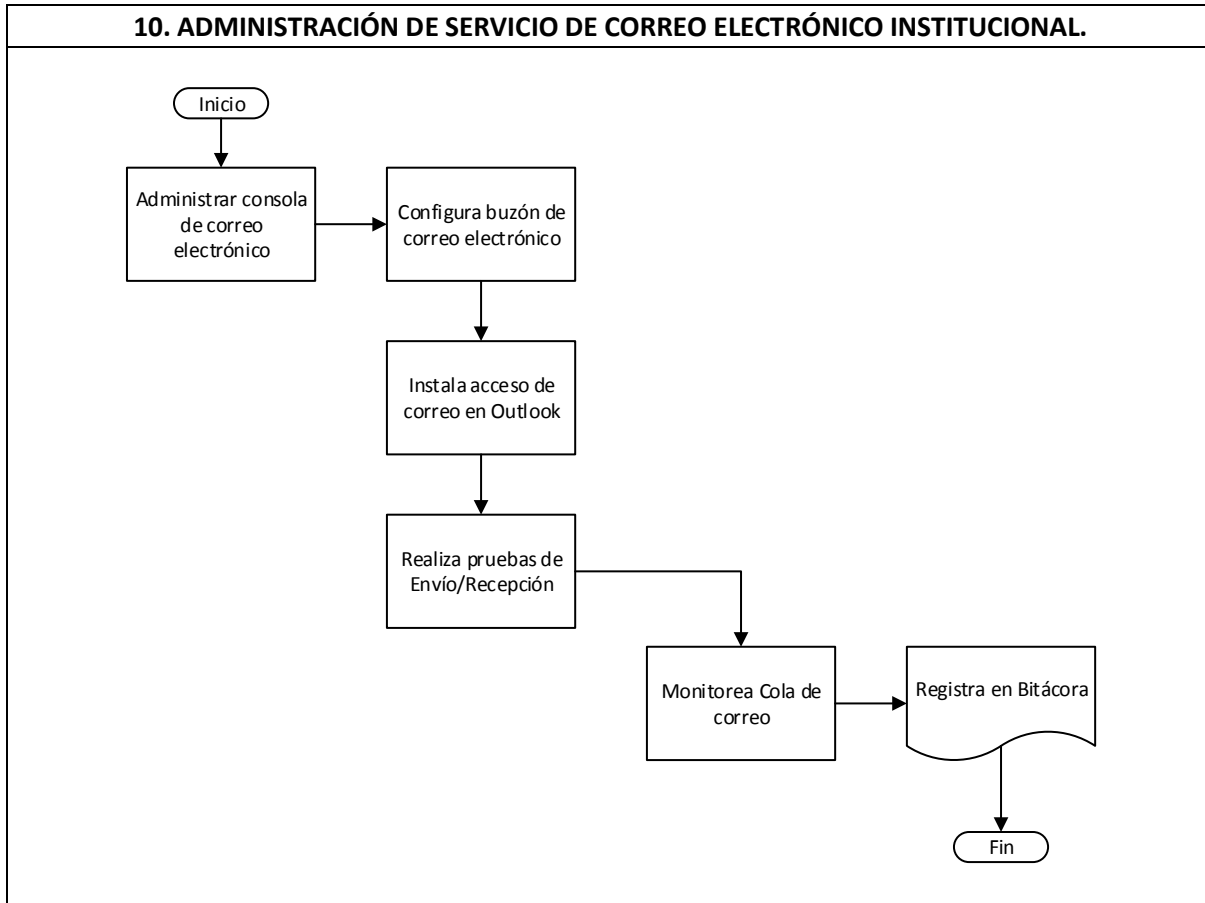 10. ADMINISTRACIÓN DE SERVICIO DE CORREO ELECTRÓNICO INSTITUCIONAL.
Inicio
Administrar consola
de correo
electrónico
Configura buzón de
correo electrónico
Instala acceso de
correo en Outlook
Realiza pruebas de
Envío/Recepción
Monitorea Cola de
correo
Registra en Bitácora
Fin